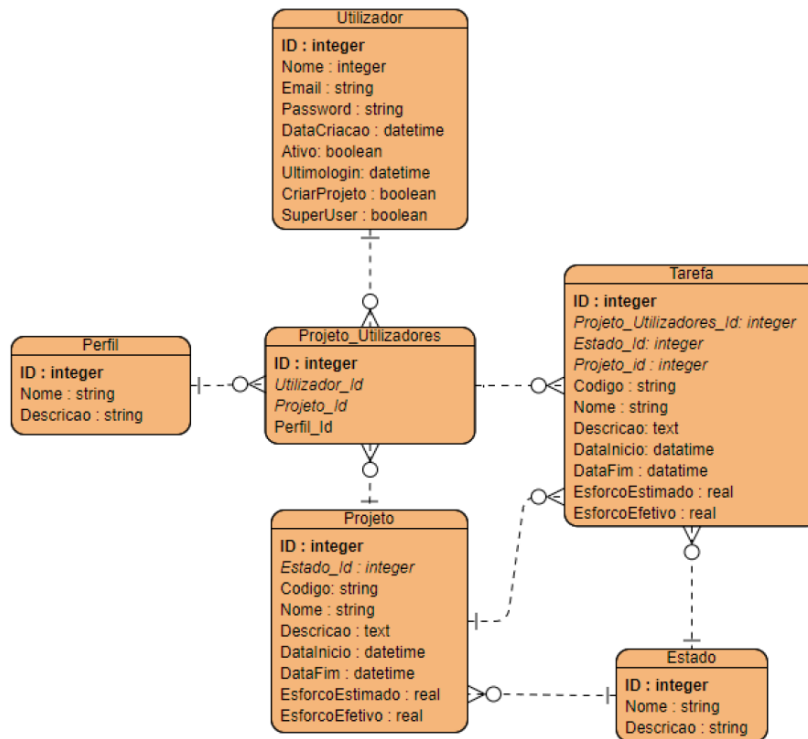 Utilizador
ID : integer
Nome : integer
Email : string
Password : string
DataCriacao : datetime
Ativo: boolean
Ultimologin: datetime
CriarProjeto : boolean
SuperUser : boolean
Perfil
ID : integer
Nome : string
Descricao : string
Projeto_Utilizadores
ID : integer
Utilizador_Id
Projeto_Id
Perfil_Id
Tarefa
ID : integer
Projeto_Utilizadores_Id: integer
Estado_Id: integer
Projeto_id : integer
Codigo : string
Nome : string
Descricao: text
DataInicio: datatime
DataFim : datatime
EsforcoEstimado : real
EsforcoEfetivo : real
Projeto
ID : integer
Estado_Id : integer
Codigo: string
Nome : string
Descricao : text
DataInicio : datetime
DataFim : datetime
EsforcoEstimado : real
EsforcoEfetivo : real
Estado
ID : integer
Nome : string
Descricao : string